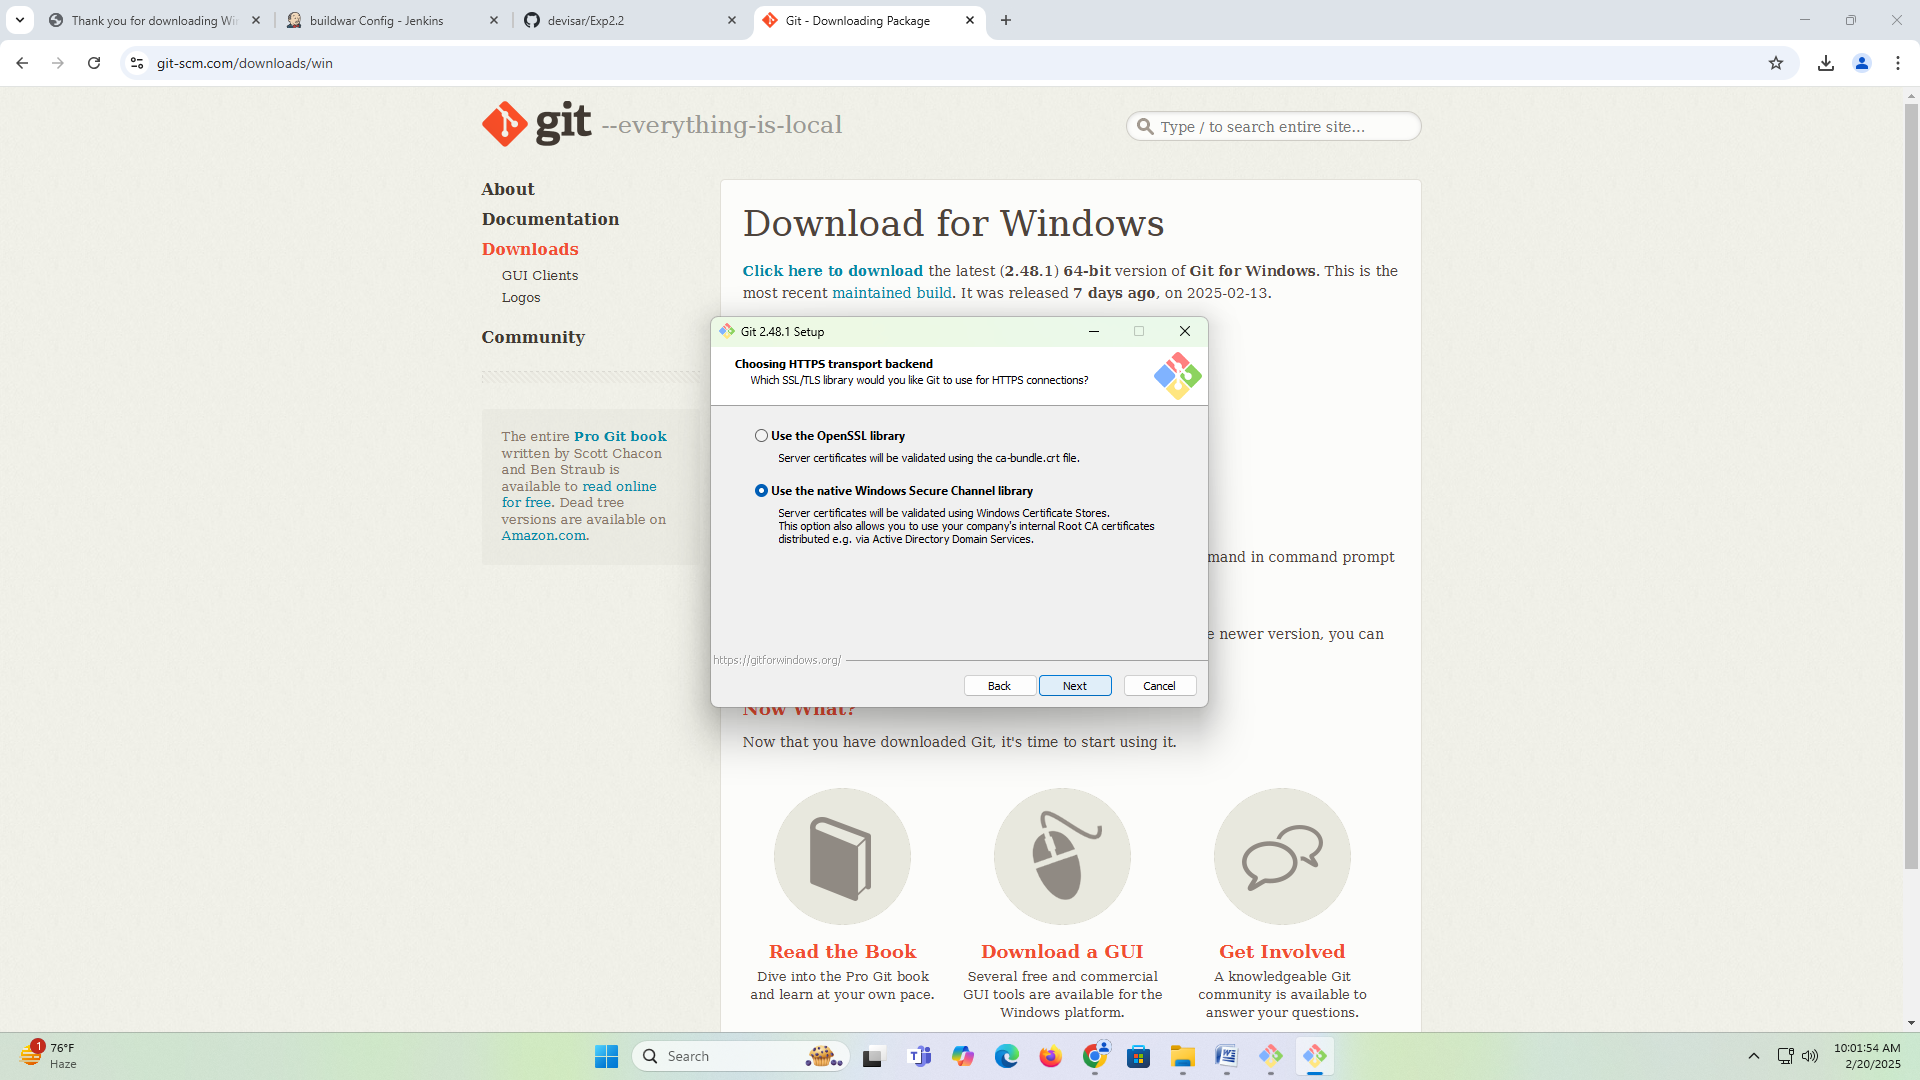 Thank you for downloading Wi
buildwar Config - Jenkins
devisar/Exp2.2
Git - Downloading Package
git-scm.com/downloads/win
git --everything-is-local
Type / to search entire site...
About
Documentation
Downloads
GUI Clients
Logos
Community
The entire Pro Git book
written by Scott Chacon
and Ben Straub is
available to read online
for free. Dead tree
versions are available on
Amazon.com.
Download for Windows
Click here to download the latest (2.48.1) 64-bit version of Git for Windows. This is the
most recent maintained build. It was released 7 days ago, on 2025-02-13.
Git 2.48.1 Setup
Choosing HTTPS transport backend
Which SSL/TLS library would you like Git to use for HTTPS connections?
Use the OpenSSL library
Server certificates will be validated using the ca-bundle.crt file.
Use the native Windows Secure Channel library
Server certificates will be validated using Windows Certificate Stores.
This option also allows you to use your company's internal Root CA certificates
distributed e.g. via Active Directory Domain Services.
https://gitforwindows.org/
Back
Next
Cancel
mand in command prompt
e newer version, you can
Now What?
Now that you have downloaded Git, it's time to start using it.
Read the Book
Dive into the Pro Git book
and learn at your own pace.
Download a GUI
Several free and commercial
GUI tools are available for the
Windows platform.
Get Involved
A knowledgeable Git
community is available to
answer your questions.
1
76°F
Haze
Search
10:01:54 AM
2/20/2025